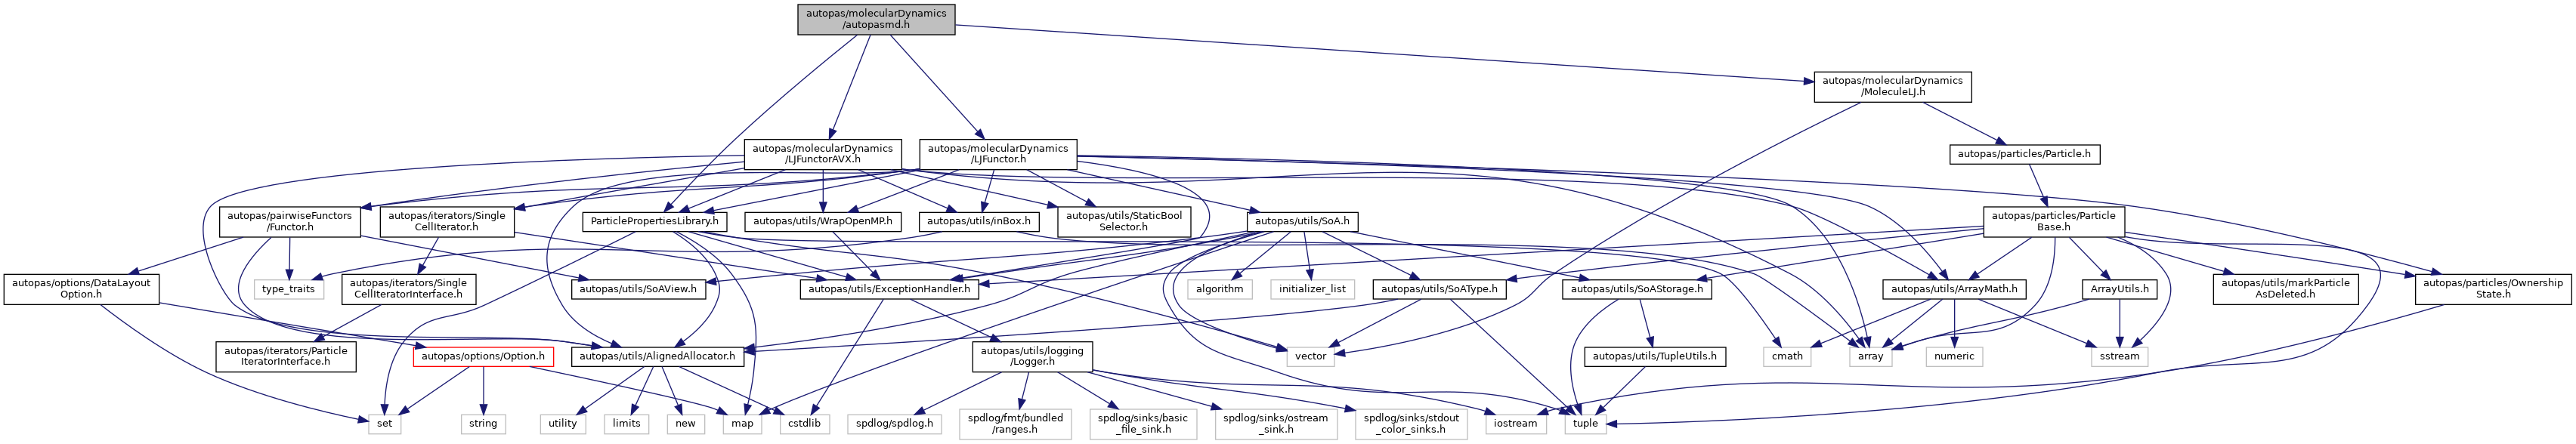 autopas/molecularDynamics
/autopasmd.h
autopas/molecularDynamics
/MoleculeLJ.h
autopas/molecularDynamics
/LJFunctorAVX.h
autopas/molecularDynamics
/LJFunctor.h
autopas/particles/Particle.h
autopas/pairwiseFunctors
/Functor.h
autopas/iterators/Single
CellIterator.h
ParticlePropertiesLibrary.h
autopas/utils/WrapOpenMP.h
autopas/utils/inBox.h
autopas/utils/StaticBool
Selector.h
autopas/utils/SoA.h
autopas/particles/Particle
Base.h
autopas/options/DataLayout
Option.h
type_traits
autopas/iterators/Single
CellIteratorInterface.h
autopas/utils/SoAView.h
autopas/utils/ExceptionHandler.h
algorithm
initializer_list
autopas/utils/SoAType.h
autopas/utils/SoAStorage.h
autopas/utils/ArrayMath.h
ArrayUtils.h
autopas/utils/markParticle
AsDeleted.h
autopas/particles/Ownership
State.h
autopas/iterators/Particle
IteratorInterface.h
autopas/options/Option.h
autopas/utils/AlignedAllocator.h
autopas/utils/logging
/Logger.h
vector
autopas/utils/TupleUtils.h
cmath
array
numeric
sstream
set
string
utility
limits
new
map
cstdlib
spdlog/spdlog.h
spdlog/fmt/bundled
/ranges.h
spdlog/sinks/basic
_file_sink.h
spdlog/sinks/ostream
_sink.h
spdlog/sinks/stdout
_color_sinks.h
iostream
tuple